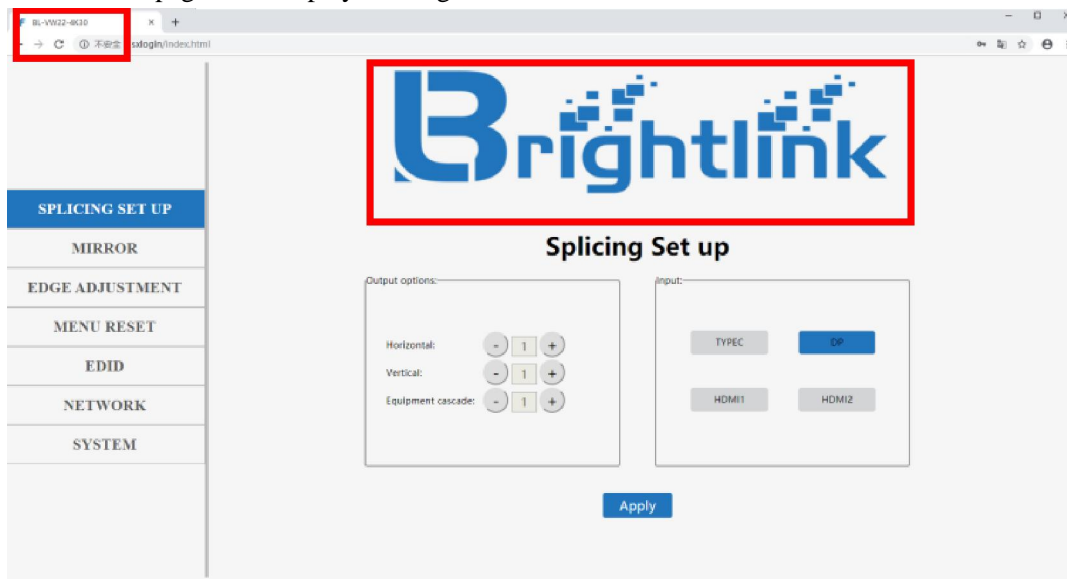 BL-VW22-4K30
不安全 sxlogin/index.html
Brightlink
SPLICING SET UP
MIRROR
EDGE ADJUSTMENT
MENU RESET
EDID
NETWORK
SYSTEM
Splicing Set up
Output options:
Horizontal: - 1 +
Vertical: - 1 +
Equipment cascade: - 1 +
Input:
TYPEC DP
HDMI1 HDMI2
Apply